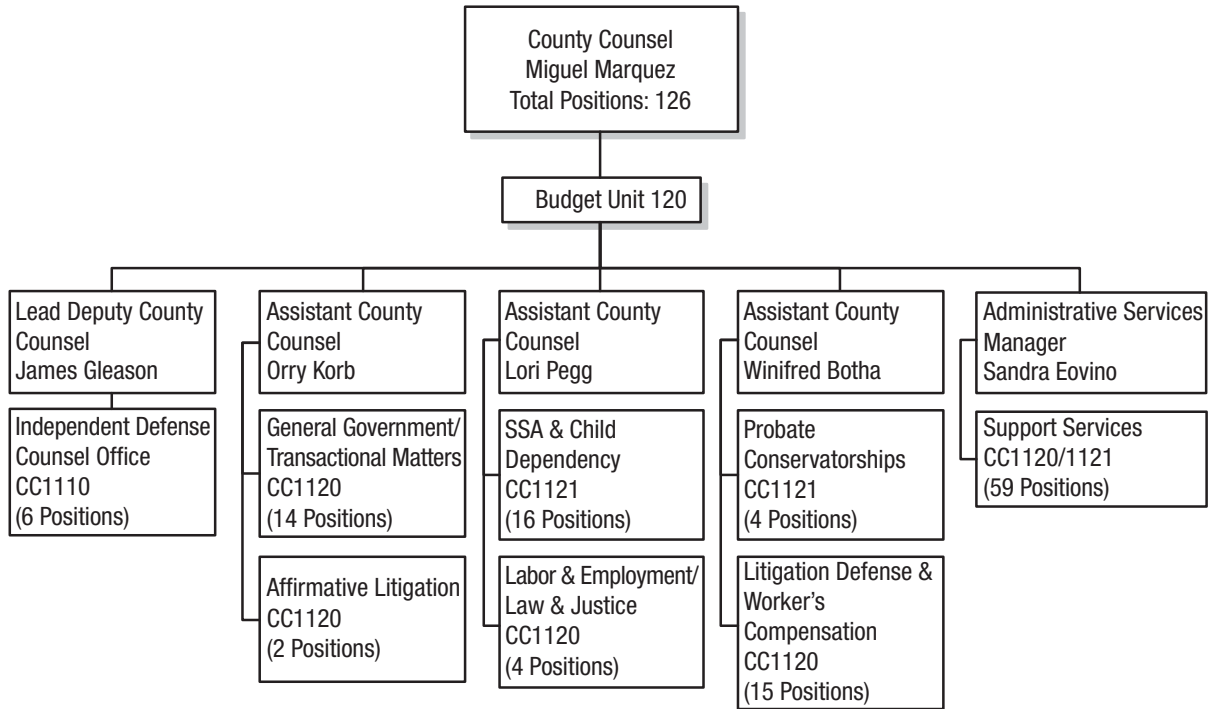 County Counsel
Miguel Marquez
Total Positions: 126
Budget Unit 120
Lead Deputy County
Counsel
James Gleason
Independent Defense
Counsel Office
CC1110
(6 Positions)
Assistant County
Counsel
Orry Korb
General Government/
Transactional Matters
CC1120
(14 Positions)
Affirmative Litigation
CC1120
(2 Positions)
Assistant County
Counsel
Lori Pegg
SSA & Child
Dependency
CC1121
(16 Positions)
Labor & Employment/
Law & Justice
CC1120
(4 Positions)
Assistant County
Counsel
Winifred Botha
Probate
Conservatorships
CC1121
(4 Positions)
Litigation Defense &
Worker’s
Compensation
CC1120
(15 Positions)
Administrative Services
Manager
Sandra Eovino
Support Services
CC1120/1121
(59 Positions)